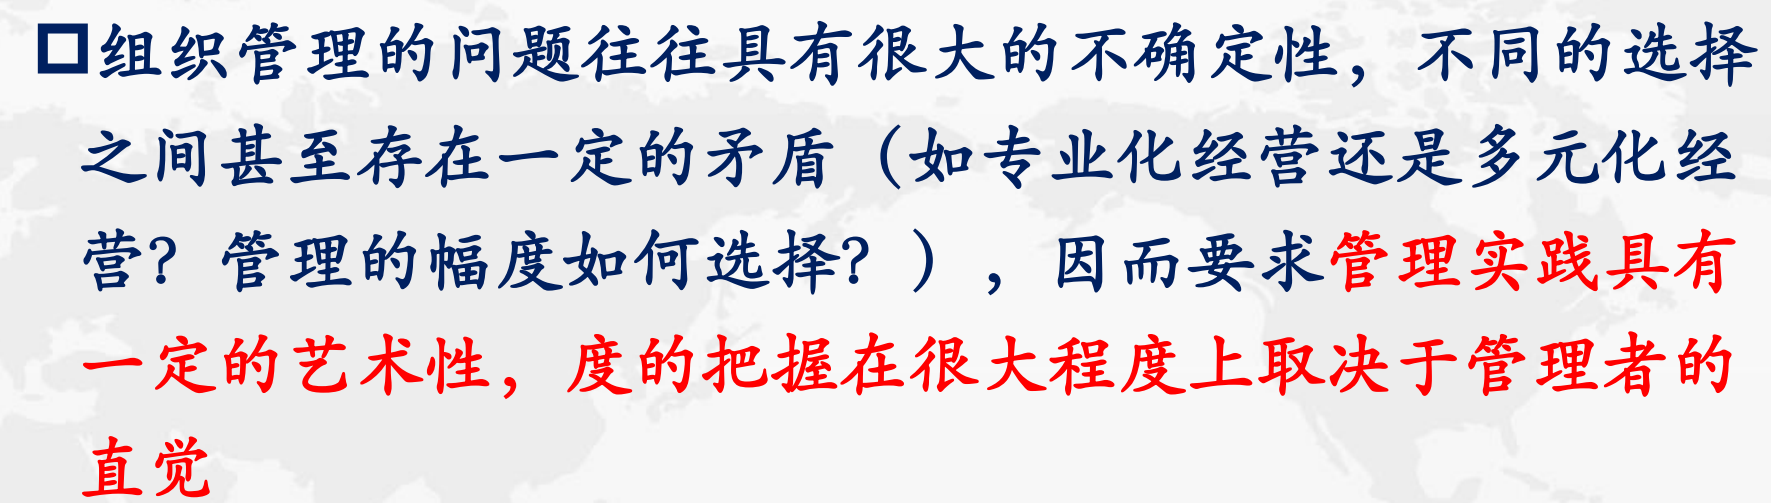 组织管理的问题往往具有很大的不确定性，不同的选择
之间甚至存在一定的矛盾（如专业化经营还是多元化经
营？管理的幅度如何选择？），因而要求管理实践具有
一定的艺术性，度的把握在很大程度上取决于管理者的
直觉